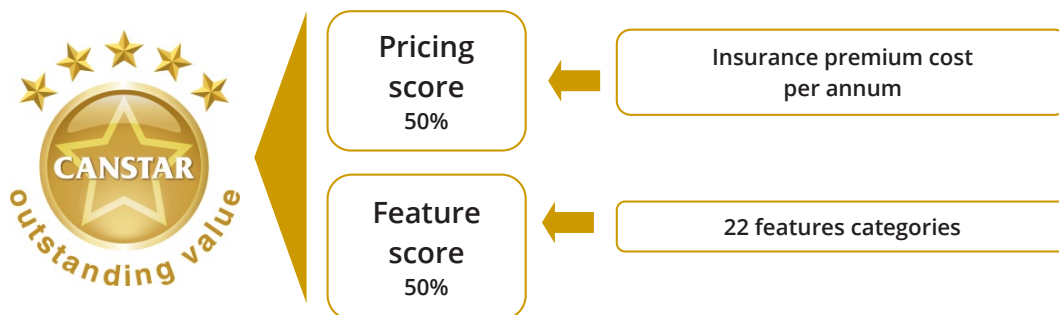 CANSTAR
outstanding value
Pricing
score
50%
Insurance premium cost
per annum
Feature
score
50%
22 features categories